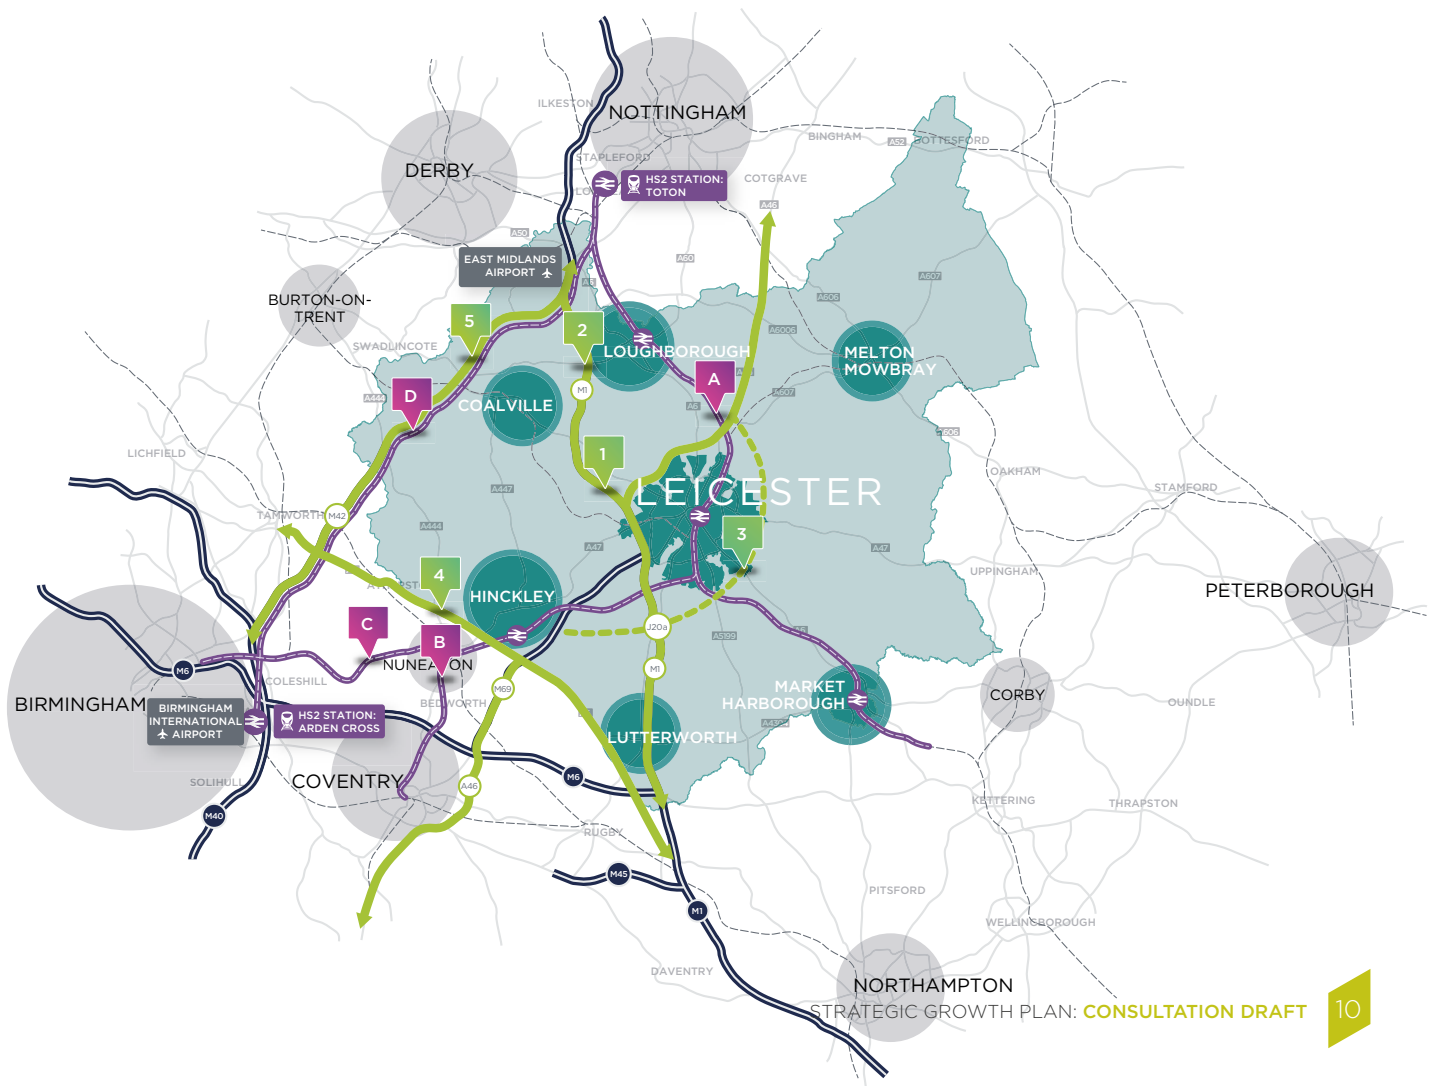 ILKESTON
NOTTINGHAM
BINGHAM
A52
BOTTESFORD
DERBY
STAPLEFORD
HS2 STATION:
TOTON
COTGRAVE
A46
A50
EAST MIDLANDS
AIRPORT
A60
A6
A607
BURTON-ON-
TRENT
A606
5
2
A6006
SWADLINCOTE
LOUGHBOROUGH
MELTON
MOWBRAY
A
M1
A607
D
A444
COALVILLE
A6
A606
1
LICHFIELD
OAKHAM
A447
LEICESTER
STAMFORD
TAMWORTH
M42
A444
3
A47
A47
4
UPPINGHAM
HINCKLEY
PETERBOROUGH
C
B
J20a
A5199
A6
NUNEATON
M6
COLESHILL
M1
M69
MARKET
HARBOROUGH
CORBY
OUNDLE
BEDWORTH
BIRMINGHAM
BIRMINGHAM
INTERNATIONAL
AIRPORT
HS2 STATION:
ARDEN CROSS
LUTTERWORTH
SOLIHULL
COVENTRY
M6
A46
KETTERING
THRAPSTON
M40
RUGBY
M45
PITSFORD
M1
WELLINGBOROUGH
DAVENTRY
NORTHAMPTON
STRATEGIC GROWTH PLAN: CONSULTATION DRAFT
10